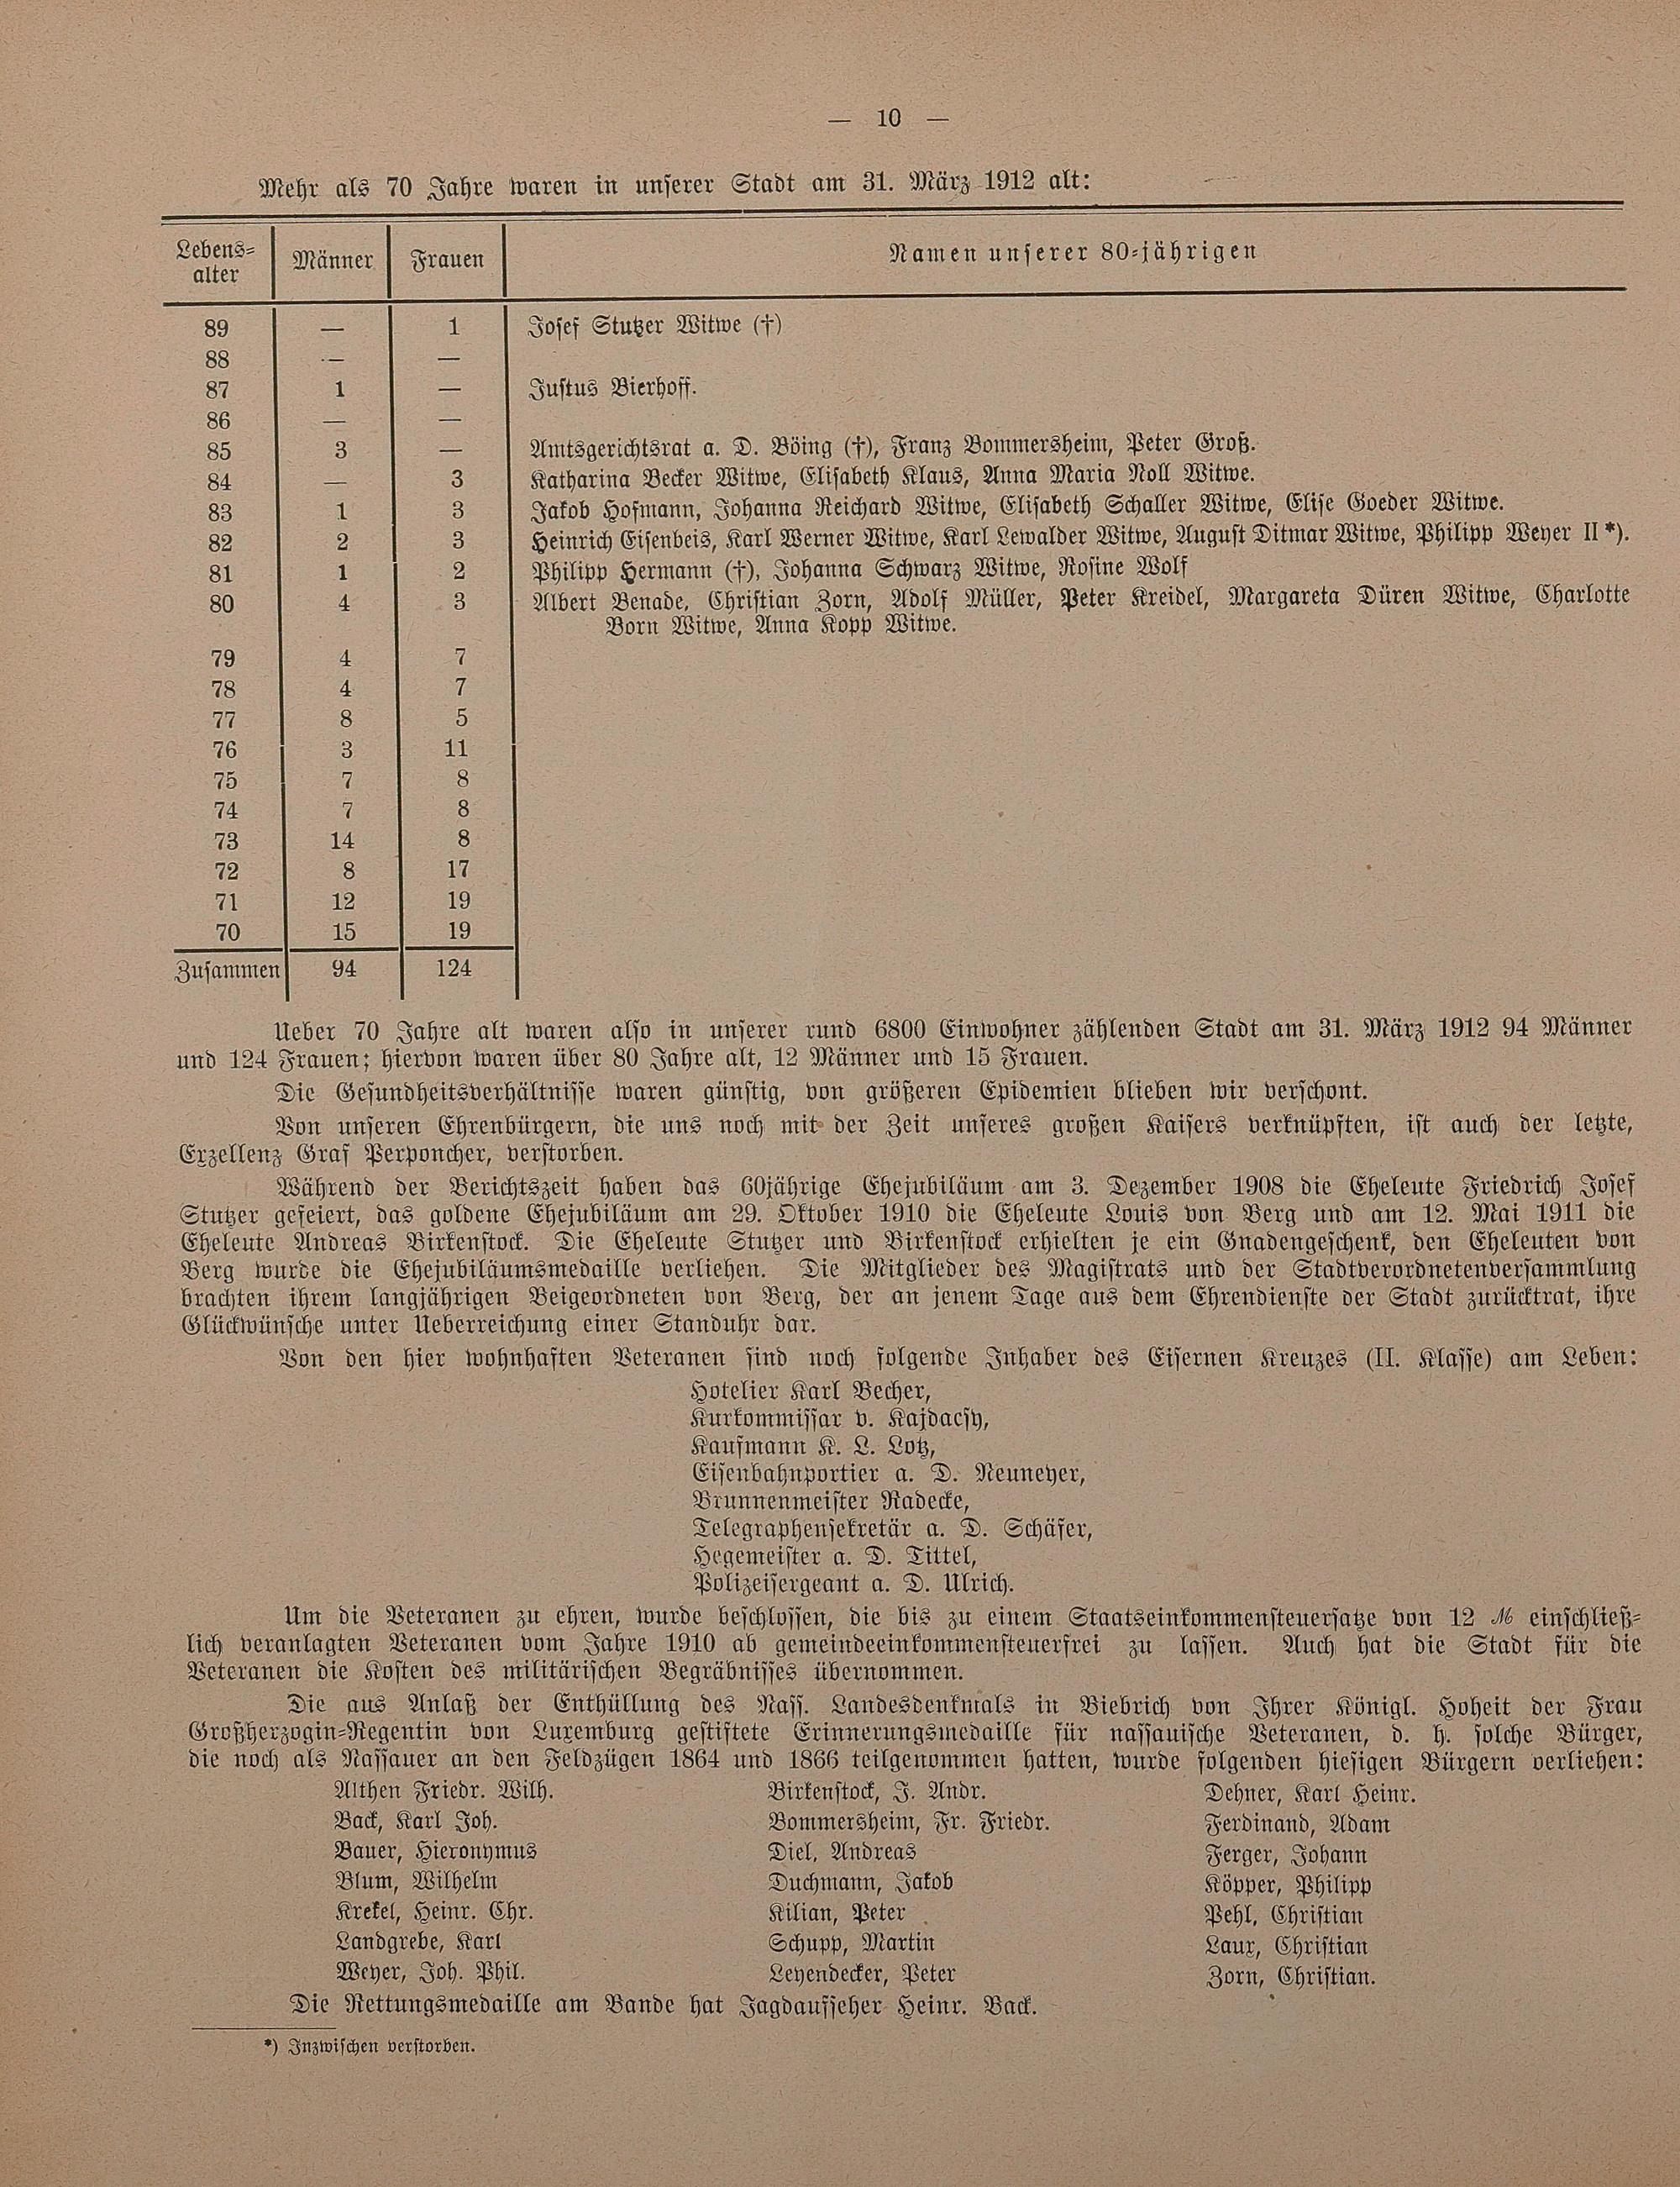 — 10 —
Mehr als 70 Jahre waren in unserer Stadt am 31. März 1912 alt:
Lebens-
alter Männer Frauen Namen unserer 80-jährigen
89 — 1 Josef Stutzer Witwe (†)
88 — —
87 1 — Justus Bierhoff.
86 — —
85 3 — Amtsgerichtsrat a. D. Böing (†), Franz Bommersheim, Peter Groß.
84 — 3 Katharina Becker Witwe, Elisabeth Klaus, Anna Maria Noll Witwe.
83 1 3 Jakob Hofmann, Johanna Reichard Witwe, Elisabeth Schaller Witwe, Elise Goeder Witwe.
82 2 3 Heinrich Eisenbeis, Karl Werner Witwe, Karl Lewalder Witwe, August Ditmar Witwe, Philipp Weyer II *).
81 1 2 Philipp Hermann (†), Johanna Schwarz Witwe, Rosine Wolf
80 4 3 Albert Benade, Christian Zorn, Adolf Müller, Peter Kreidel, Margareta Düren Witwe, Charlotte
Born Witwe, Anna Kopp Witwe.
79 4 7
78 4 7
77 8 5
76 3 11
75 7 8
74 7 8
73 14 8
72 8 17
71 12 19
70 15 19
Zusammen 94 124
Ueber 70 Jahre alt waren also in unserer rund 6800 Einwohner zählenden Stadt am 31. März 1912 94 Männer
und 124 Frauen; hiervon waren über 80 Jahre alt, 12 Männer und 15 Frauen.
Die Gesundheitsverhältnisse waren günstig, von größeren Epidemien blieben wir verschont.
Von unseren Ehrenbürgern, die uns noch mit der Zeit unseres großen Kaisers verknüpften, ist auch der letzte,
Exzellenz Graf Perponcher, verstorben.
Während der Berichtszeit haben das 60jährige Ehejubiläum am 3. Dezember 1908 die Eheleute Friedrich Josef
Stutzer gefeiert, das goldene Ehejubiläum am 29. Oktober 1910 die Eheleute Louis von Berg und am 12. Mai 1911 die
Eheleute Andreas Birkenstock. Die Eheleute Stutzer und Birkenstock erhielten je ein Gnadengeschenk, den Eheleuten von
Berg wurde die Ehejubiläumsmedaille verliehen. Die Mitglieder des Magistrats und der Stadtverordnetenversammlung
brachten ihrem langjährigen Beigeordneten von Berg, der an jenem Tage aus dem Ehrendienste der Stadt zurücktrat, ihre
Glückwünsche unter Ueberreichung einer Standuhr dar.
Von den hier wohnhaften Veteranen sind noch folgende Inhaber des Eisernen Kreuzes (II. Klasse) am Leben:
Hotelier Karl Becher,
Kurkommissar v. Kajdacsy,
Kaufmann K. L. Lotz,
Eisenbahnportier a. D. Neuneyer,
Brunnenmeister Radecke,
Telegraphensekretär a. D. Schäfer,
Hegemeister a. D. Tittel,
Polizeisergeant a. D. Ulrich.
Um die Veteranen zu ehren, wurde beschlossen, die bis zu einem Staatseinkommensteuersatze von 12 ℳ einschließ-
lich veranlagten Veteranen vom Jahre 1910 ab gemeindeeinkommensteuerfrei zu lassen. Auch hat die Stadt für die
Veteranen die Kosten des militärischen Begräbnisses übernommen.
Die aus Anlaß der Enthüllung des Nass. Landesdenkmals in Biebrich von Ihrer Königl. Hoheit der Frau
Großherzogin-Regentin von Luxemburg gestiftete Erinnerungsmedaille für nassauische Veteranen, d. h. solche Bürger,
die noch als Nassauer an den Feldzügen 1864 und 1866 teilgenommen hatten, wurde folgenden hiesigen Bürgern verliehen:
Althen Friedr. Wilh. Birkenstock, J. Andr. Dehner, Karl Heinr.
Back, Karl Joh. Bommersheim, Fr. Friedr. Ferdinand, Adam
Bauer, Hieronymus Diel, Andreas Ferger, Johann
Blum, Wilhelm Duchmann, Jakob Köpper, Philipp
Krekel, Heinr. Chr. Kilian, Peter Pehl, Christian
Landgrebe, Karl Schupp, Martin Laux, Christian
Weyer, Joh. Phil. Leyendecker, Peter Zorn, Christian.
Die Rettungsmedaille am Bande hat Jagdaufseher Heinr. Back.
*) Inzwischen verstorben.